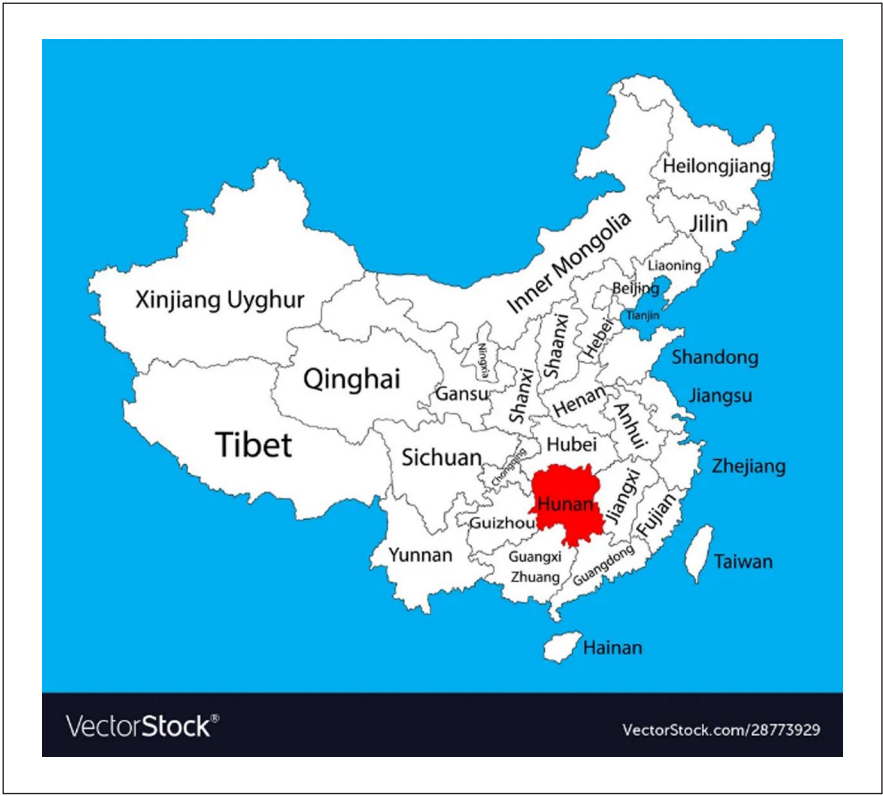 Heilongjiang
Jilin
Inner Mongolia
Liaoning
Beijing
Tianjin
Xinjiang Uyghur
Hebei
Shaanxi
Ningxia
Shandong
Qinghai
Gansu
Shanxi
Henan
Jiangsu
Anhui
Tibet
Sichuan
Chongqing
Hubei
Zhejiang
Hunan
Jiangxi
Guizhou
Fujian
Yunnan
Guangxi
Zhuang
Guangdong
Taiwan
Hainan
VectorStock®
VectorStock.com/28773929